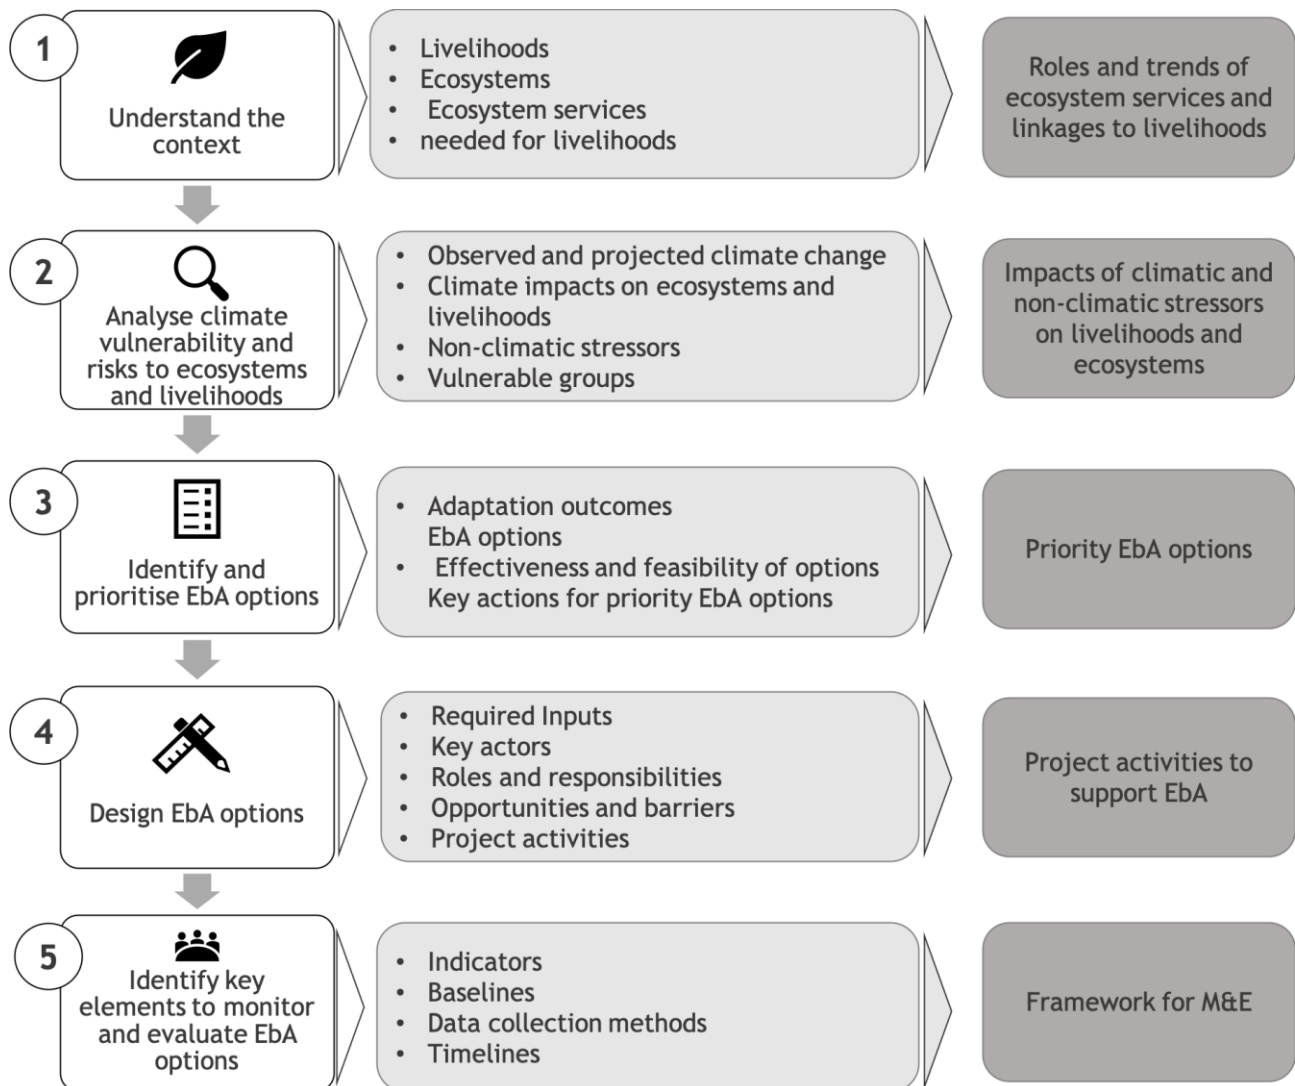 1
Understand the
context
• Livelihoods
• Ecosystems
• Ecosystem services
• needed for livelihoods
Roles and trends of
ecosystem services and
linkages to livelihoods
2
Analyse climate
vulnerability and
risks to ecosystems
and livelihoods
• Observed and projected climate change
• Climate impacts on ecosystems and
livelihoods
• Non-climatic stressors
• Vulnerable groups
Impacts of climatic and
non-climatic stressors
on livelihoods and
ecosystems
3
Identify and
prioritise EbA options
• Adaptation outcomes
EbA options
• Effectiveness and feasibility of options
Key actions for priority EbA options
Priority EbA options
4
Design EbA options
• Required Inputs
• Key actors
• Roles and responsibilities
• Opportunities and barriers
• Project activities
Project activities to
support EbA
5
Identify key
elements to monitor
and evaluate EbA
options
• Indicators
• Baselines
• Data collection methods
• Timelines
Framework for M&E